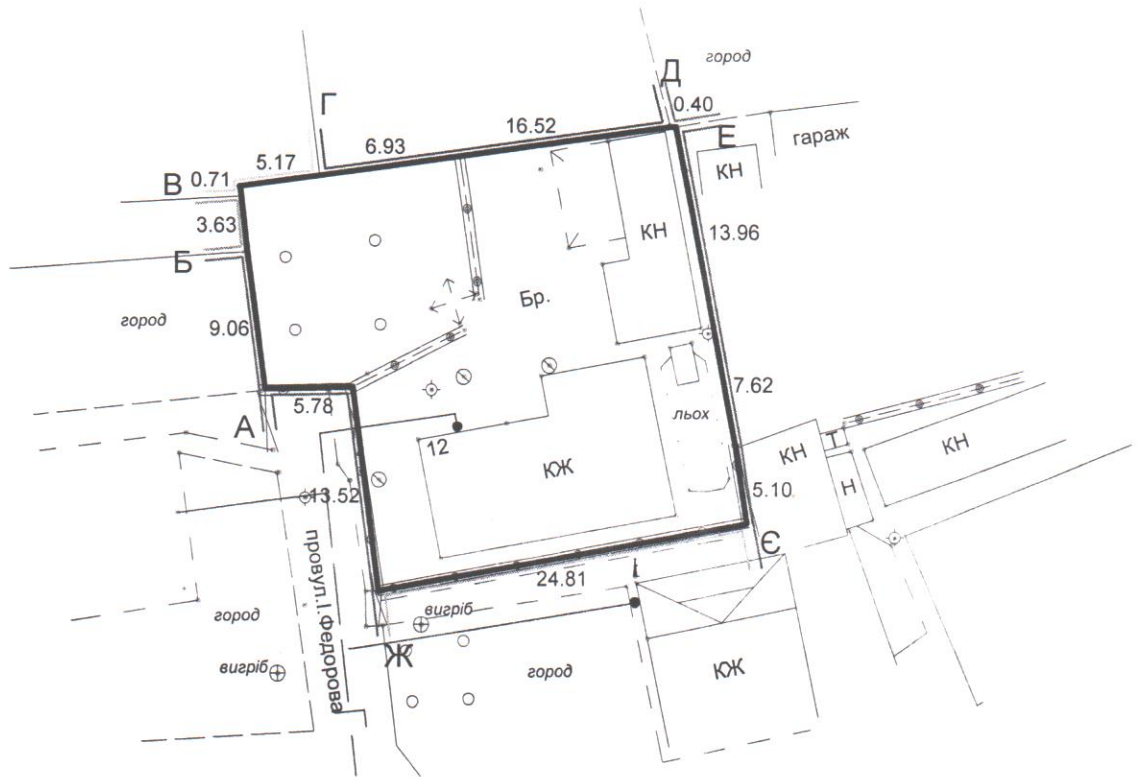 Д
город
Г
0.40
16.52
6.93
Е
гараж
5.17
В 0.71
КН
3.63
КН
13.96
Б
Бр.
город
9.06
7.62
5.78
льох
А
12
КН
Т
КН
КЖ
Н
13.52
5.10
Є
провул.І.Федорова
24.81
вигріб
город
Ж
вигріб
город
КЖ